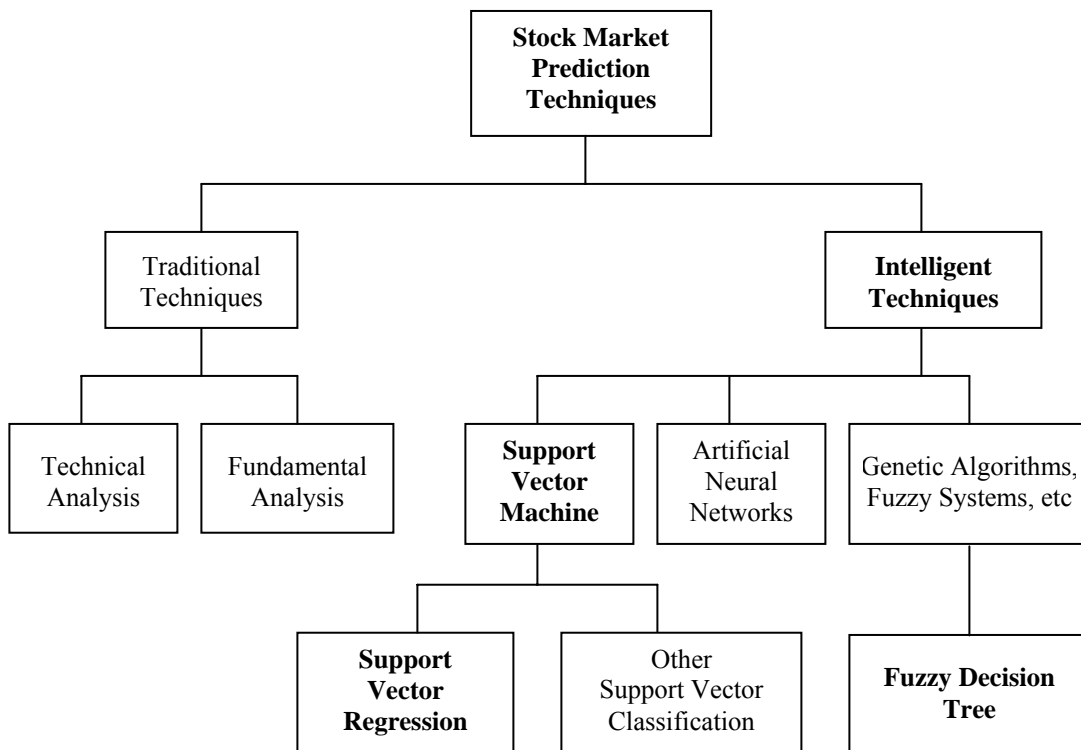 Stock Market
Prediction
Techniques
Traditional
Techniques
Intelligent
Techniques
Technical
Analysis
Fundamental
Analysis
Support
Vector
Machine
Artificial
Neural
Networks
Genetic Algorithms,
Fuzzy Systems, etc
Support
Vector
Regression
Other
Support Vector
Classification
Fuzzy Decision
Tree